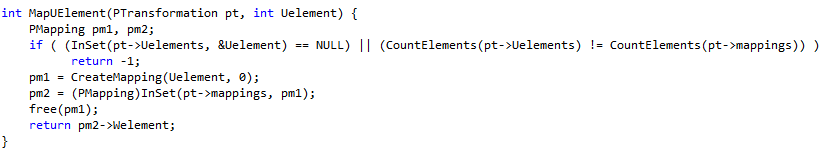 int MapUElement(PTransformation pt, int Uelement) {
    PMapping pm1, pm2;
    if ( (InSet(pt->Uelements, &Uelement) == NULL) || (CountElements(pt->Uelements) != CountElements(pt->mappings)) )
         return -1;
    pm1 = CreateMapping(Uelement, 0);
    pm2 = (PMapping)InSet(pt->mappings, pm1);
    free(pm1);
    return pm2->Welement;
}